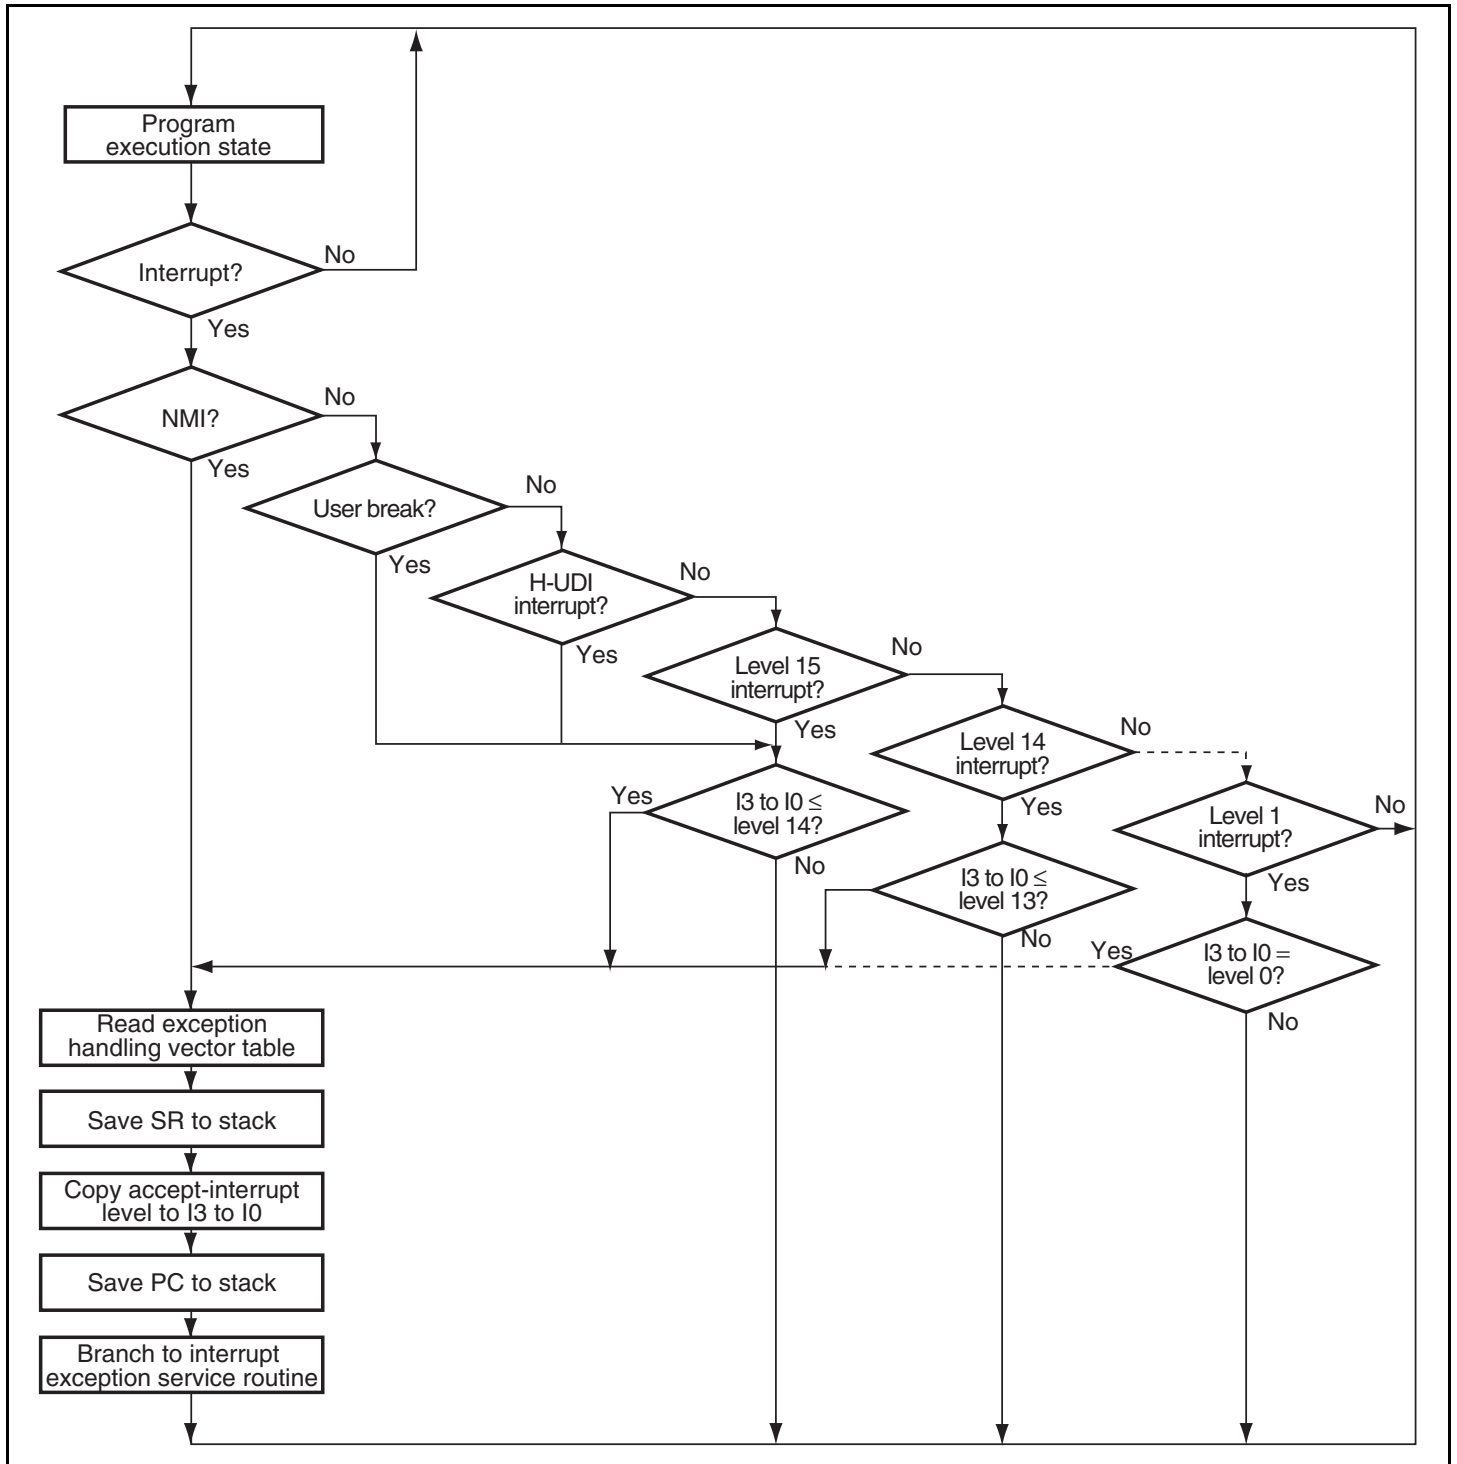 Program
execution state
No
Interrupt?
Yes
No
NMI?
Yes
No
User break?
Yes
No
H-UDI
interrupt?
Yes
No
Level 15
interrupt?
Yes
No
Level 14
interrupt?
Yes
No
Level 1
interrupt?
Yes
Yes
I3 to I0 ≤
level 14?
No
I3 to I0 ≤
level 13?
No
Yes
I3 to I0 =
level 0?
No
Read exception
handling vector table
Save SR to stack
Copy accept-interrupt
level to I3 to I0
Save PC to stack
Branch to interrupt
exception service routine
No